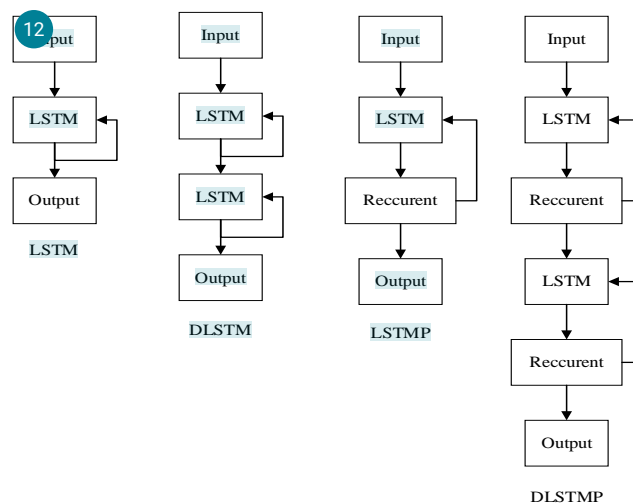 12
Input
LSTM
Output
LSTM
Input
LSTM
LSTM
Output
DLSTM
Input
LSTM
Reccurent
Output
LSTMP
Input
LSTM
Reccurent
LSTM
Reccurent
Output
DLSTMP